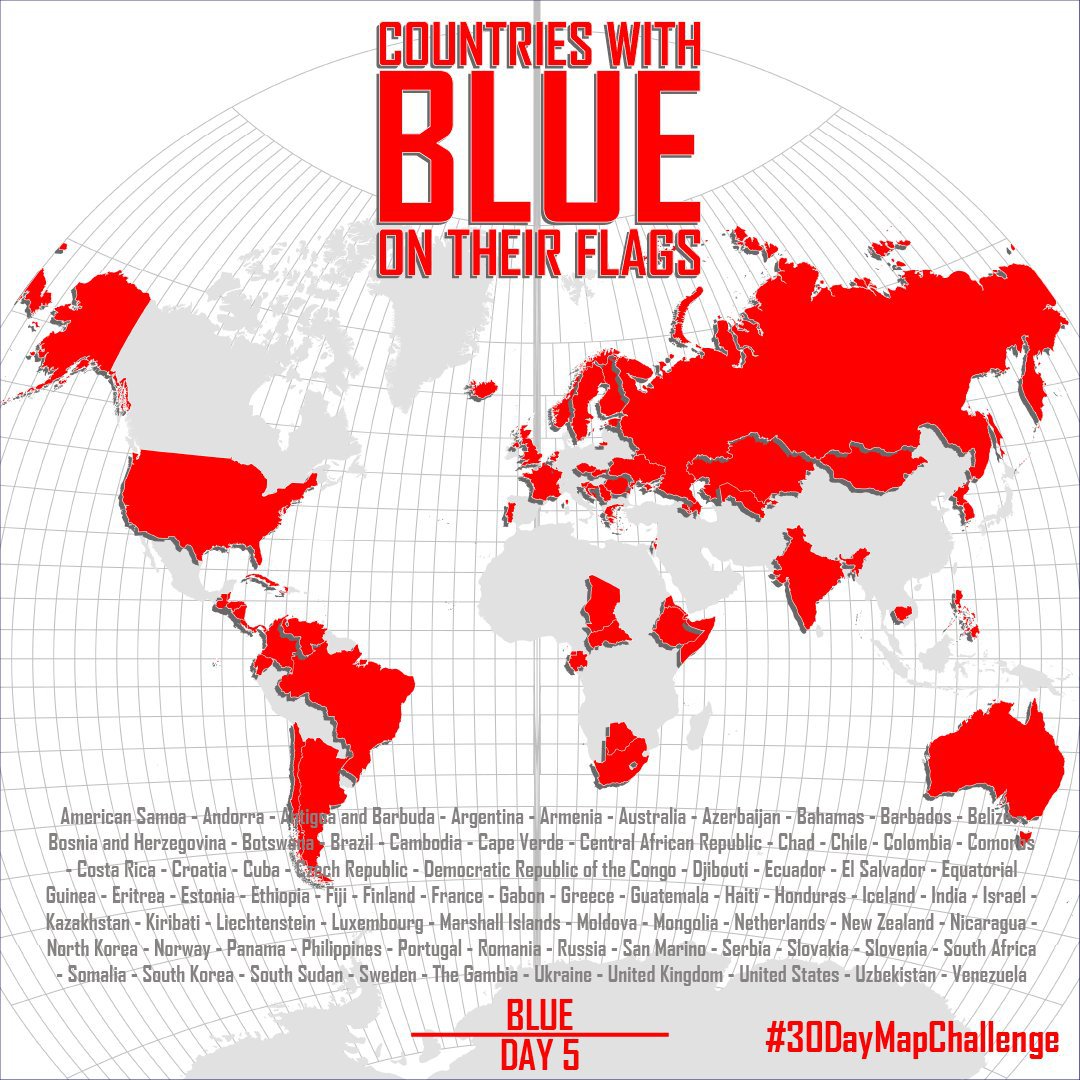 COUNTRIES WITH
BLUE
ON THEIR FLAGS
American Samoa - Andorra - Antigoa and Barbuda - Argentina - Armenia - Australia - Azerbaijan - Bahamas - Barbados - Belize -
Bosnia and Herzegovina - Botswana - Brazil - Cambodia - Cape Verde - Central African Republic - Chad - Chile - Colombia - Comoros
- Costa Rica - Croatia - Cuba - Czech Republic - Democratic Republic of the Congo - Djibouti - Ecuador - El Salvador - Equatorial
Guinea - Eritrea - Estonia - Ethiopia - Fiji - Finland - France - Gabon - Greece - Guatemala - Haiti - Honduras - Iceland - India - Israel -
Kazakhstan - Kiribati - Liechtenstein - Luxembourg - Marshall Islands - Moldova - Mongolia - Netherlands - New Zealand - Nicaragua -
North Korea - Norway - Panama - Philippines - Portugal - Romania - Russia - San Marino - Serbia - Slovakia - Slovenia - South Africa
- Somalia - South Korea - South Sudan - Sweden - The Gambia - Ukraine - United Kingdom - United States - Uzbekistan - Venezuela
BLUE
DAY 5
#30DayMapChallenge